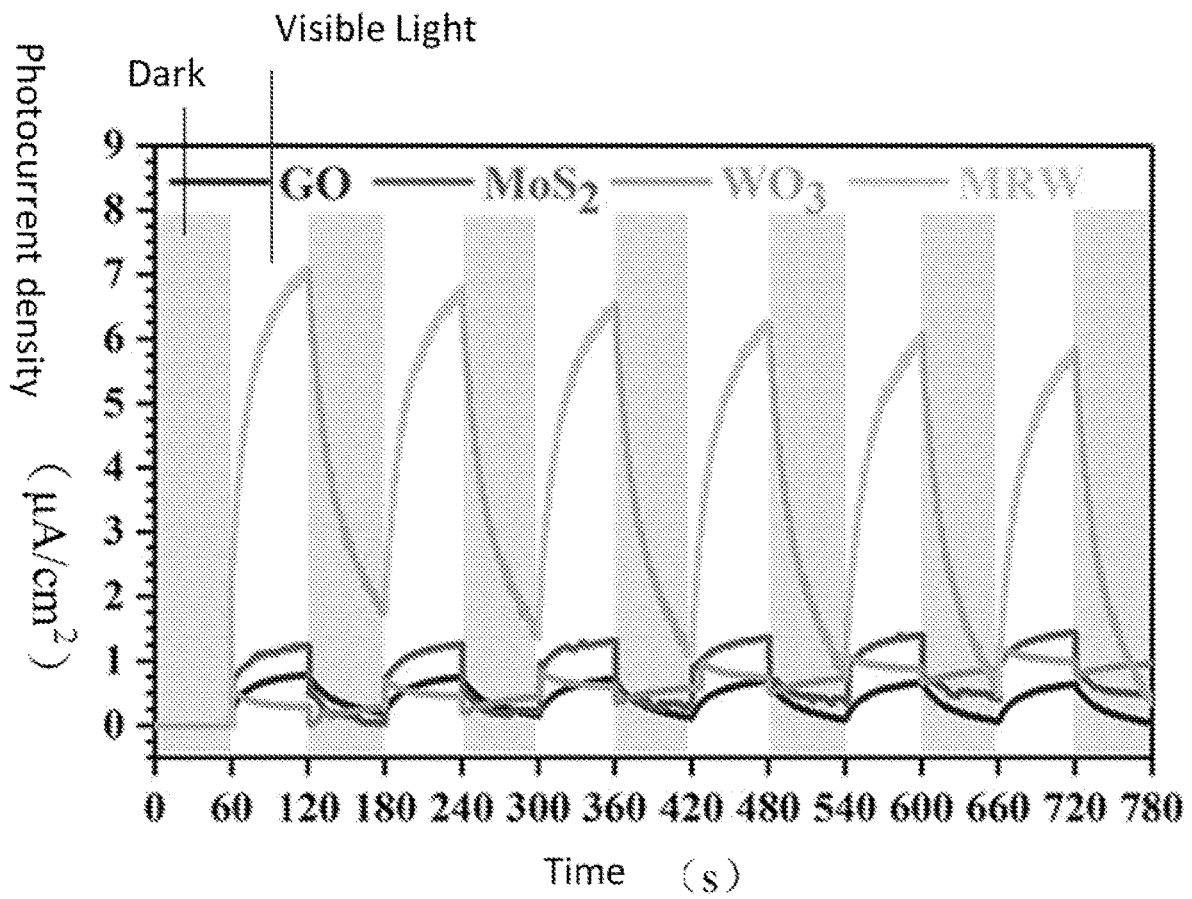 Visible Light
Dark
Photocurrent density （μA/cm²）
9
8
7
6
5
4
3
2
1
0
GO MoS₂ WO₃ MRW
0 60 120 180 240 300 360 420 480 540 600 660 720 780
Time （s）